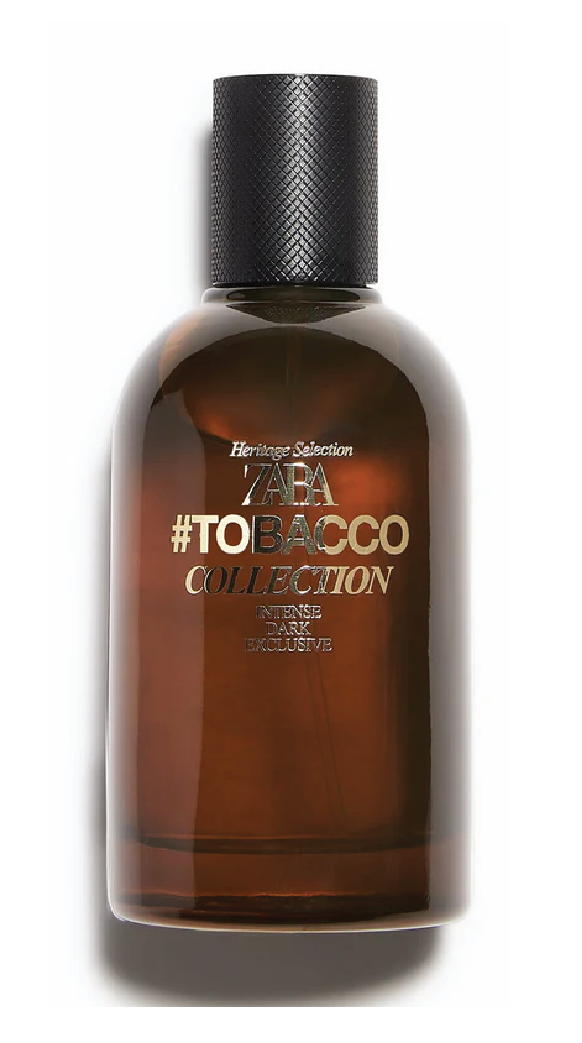 Heritage Selection
ZARA
#TOBACCO
COLLECTION
INTENSE
DARK
EXCLUSIVE